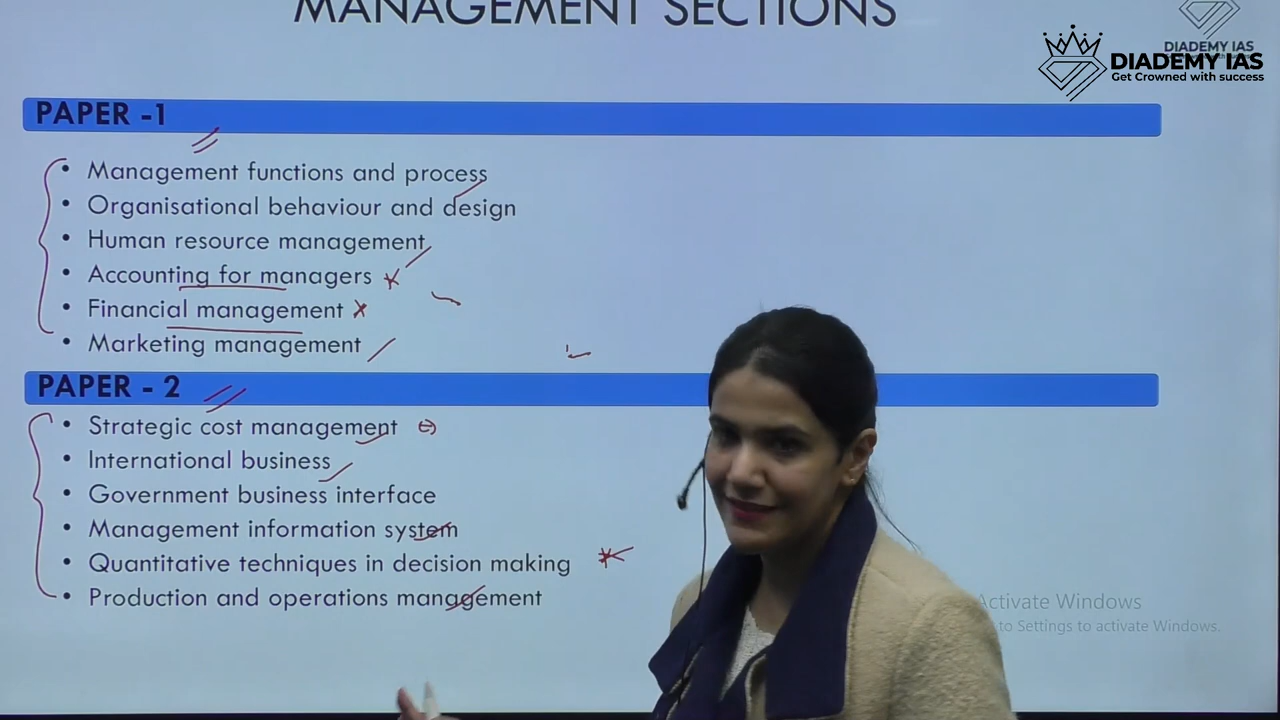 MANAGEMENT SECTIONS
DIADEMY IAS
DIADEMY IAS
Get Crowned with success
PAPER -1
• Management functions and process
• Organisational behaviour and design
• Human resource management
• Accounting for managers
• Financial management
• Marketing management
PAPER - 2
• Strategic cost management
• International business
• Government business interface
• Management information system
• Quantitative techniques in decision making
• Production and operations management
Activate Windows
to Settings to activate Windows.